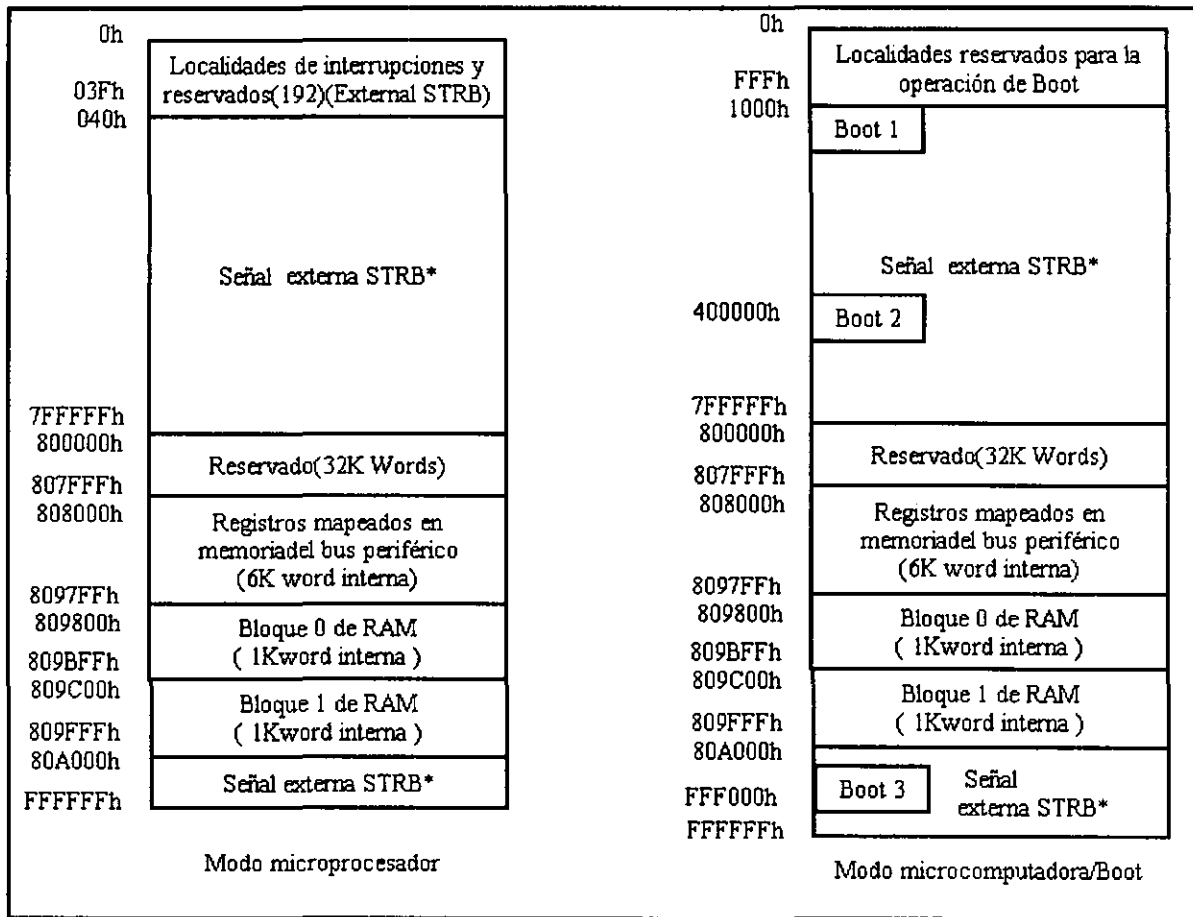 0h
Localidades de interrupciones y
reservados(192)(External STRB)
03Fh
040h
Señal externa STRB*
7FFFFFh
800000h
Reservado(32K Words)
807FFFh
808000h
Registros mapeados en
memoriadel bus periférico
(6K word interna)
8097FFh
809800h
Bloque 0 de RAM
( 1Kword interna )
809BFFh
809C00h
Bloque 1 de RAM
( 1Kword interna )
809FFFh
80A000h
Señal externa STRB*
FFFFFFh
Modo microprocesador
0h
Localidades reservados para la
operación de Boot
FFFh
1000h
Boot 1
Señal externa STRB*
400000h
Boot 2
7FFFFFh
800000h
Reservado(32K Words)
807FFFh
808000h
Registros mapeados en
memoriadel bus periférico
(6K word interna)
8097FFh
809800h
Bloque 0 de RAM
( 1Kword interna )
809BFFh
809C00h
Bloque 1 de RAM
( 1Kword interna )
809FFFh
80A000h
Boot 3
Señal
externa STRB*
FFF000h
FFFFFFh
Modo microcomputadora/Boot